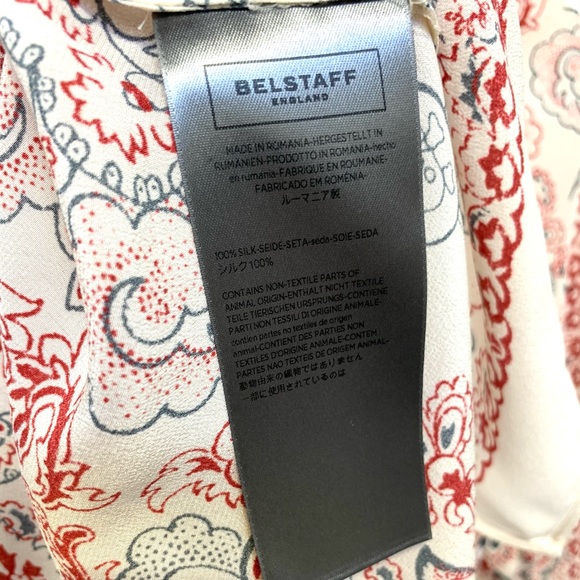 BELSTAFF
ENGLAND
MADE IN ROMANIA-HERGESTELLT IN
RUMÄNIEN-PRODOTTO IN ROMANIA-hecho
en rumania-FABRIQUE EN ROUMANIE-
FABRICADO EM ROMÉNIA-
ルーマニア製
100% SILK-SEIDE-SETA-seda-SOIE-SEDA
シルク100%
CONTAINS NON-TEXTILE PARTS OF
ANIMAL ORIGIN-ENTHALT NICHT TEXTILE
TEILE TIERISCHEN URSPRUNGS-CONTIENE
PARTI NON TESSILI DI ORIGINE ANIMALE-
contien partes no textiles de origen
animal-CONTIENT DES PARTIES NON
TEXTILES D'ORIGINE ANIMALE-CONTEM
PARTES NAO TEXTEIS DE ORIGEM ANIMAL-
動物由来の織物ではありません
一部に使用されているのは